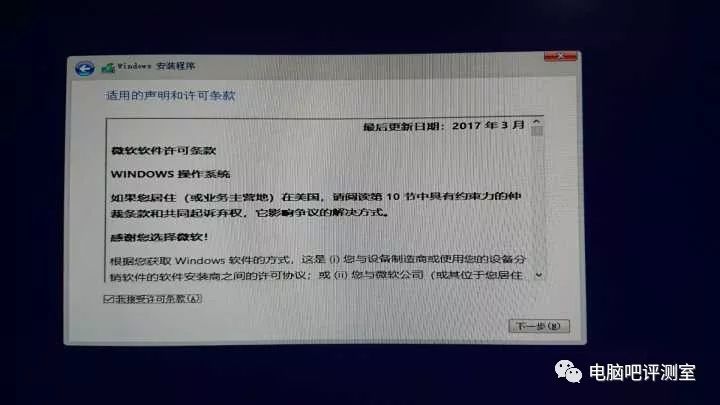 Windows 安装程序
适用的声明和许可条款
最后更新日期：2017 年 3 月
微软软件许可条款
WINDOWS 操作系统
如果您居住（或业务主营地）在美国，请阅读第 10 节中具有约束力的仲
裁条款和共同起诉弃权，它影响争议的解决方式。
感谢您选择微软！
根据您获取 Windows 软件的方式，这是 (i) 您与设备制造商或使用您的设备分
销软件的软件安装商之间的许可协议；或 (ii) 您与微软公司（或其位于您居住
我接受许可条款(A)
下一步(N)
电脑吧评测室